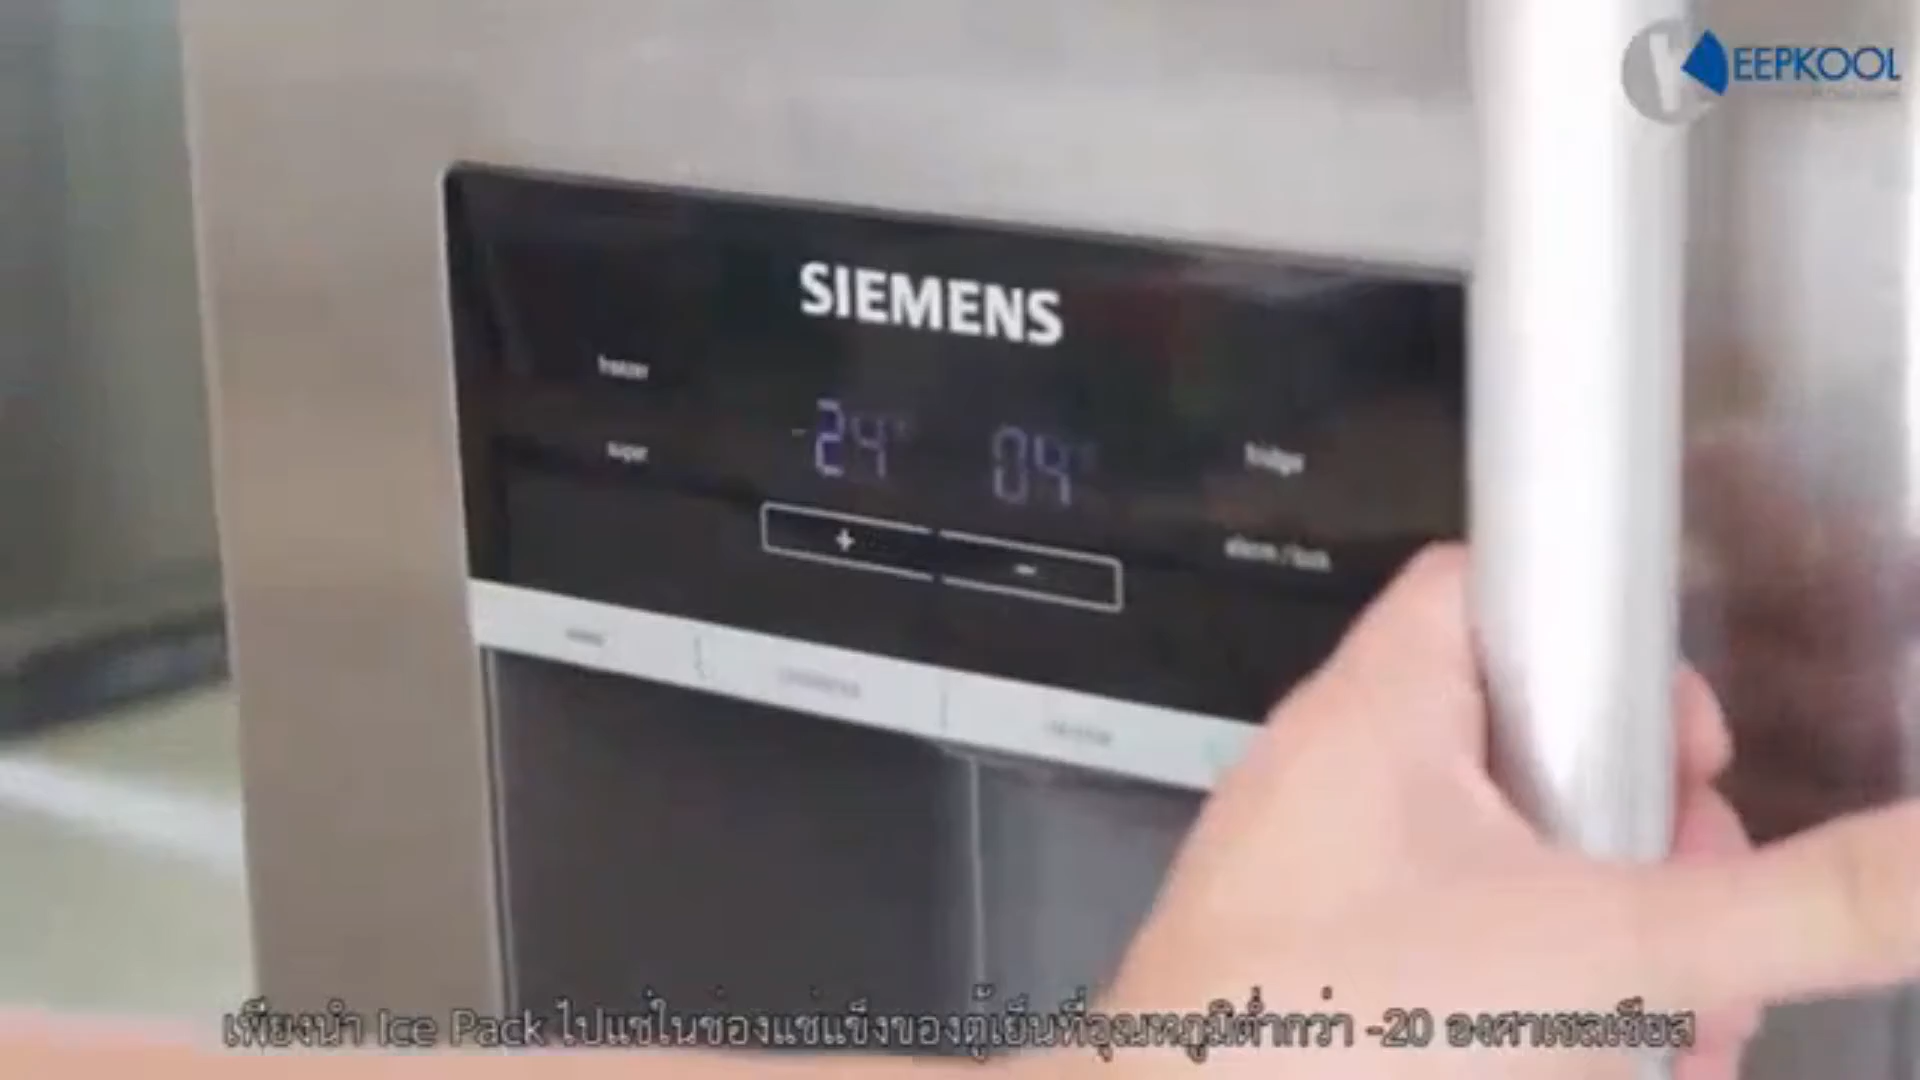 KEEPKOOL
SIEMENS
freezer
-24° 04°
super
fridge
+ -
alarm / lock
เพียงนำ Ice Pack ไปแช่ในช่องแช่แข็งของตู้เย็นที่อุณหภูมิต่ำกว่า -20 องศาเซลเซียส